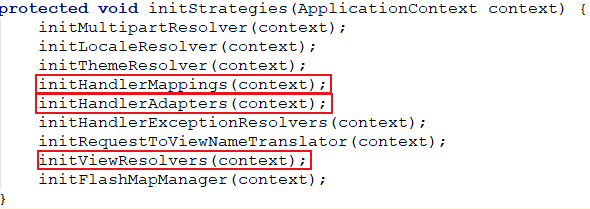 protected void initStrategies(ApplicationContext context) {
initMultipartResolver(context);
initLocaleResolver(context);
initThemeResolver(context);
initHandlerMappings(context);
initHandlerAdapters(context);
initHandlerExceptionResolvers(context);
initRequestToViewNameTranslator(context);
initViewResolvers(context);
initFlashMapManager(context);
}